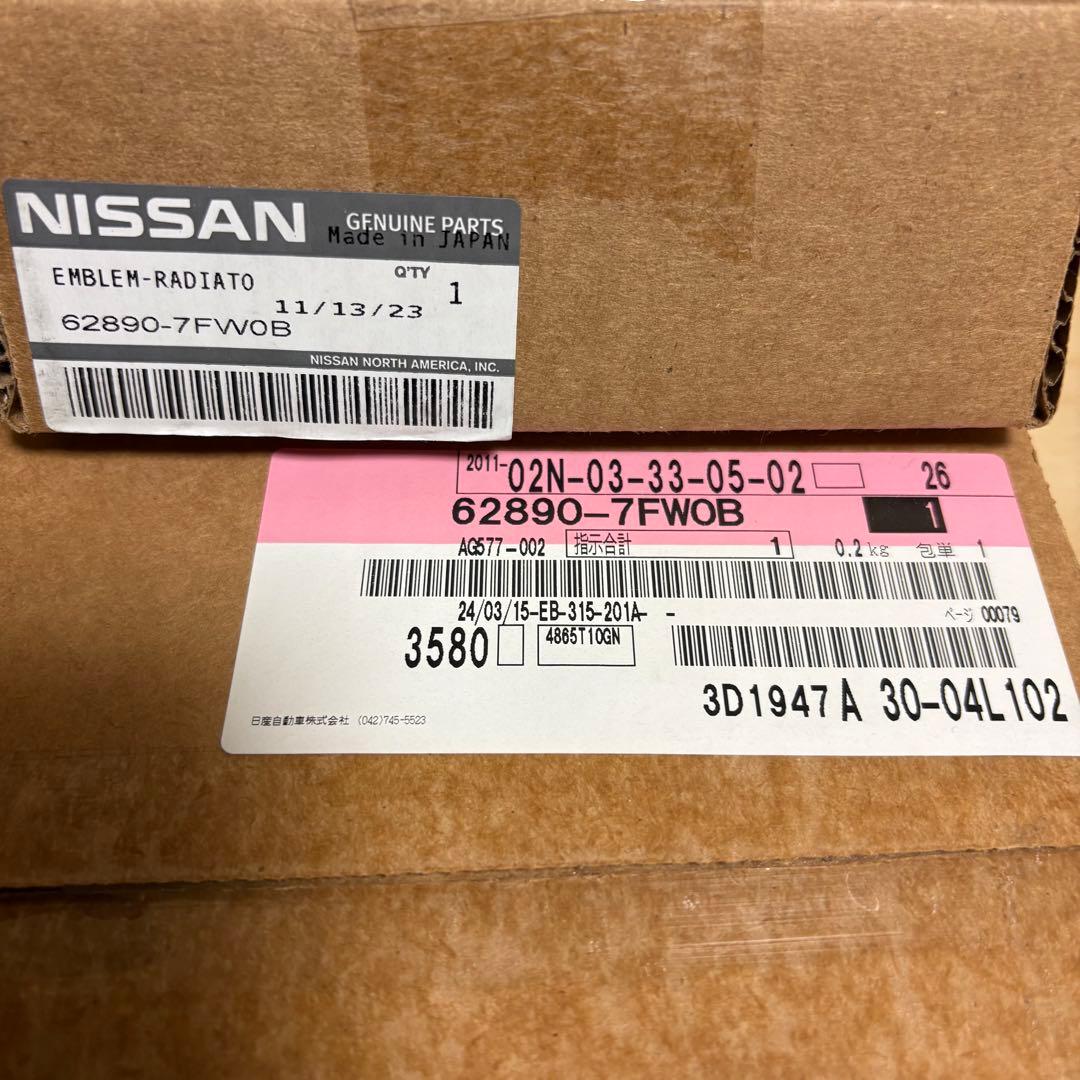 NISSAN GENUINE PARTS
Made in JAPAN
EMBLEM-RADIATO Q'TY 1
11/13/23
62890-7FW0B
NISSAN NORTH AMERICA, INC.
2011-02N-03-33-05-02 26
62890-7FW0B 1
AG577-002 指示合計 1 0.2kg 包単 1
24/03/15-EB-315-201A- - ページ 00079
3580 4865T10GN
3D1947A 30-04L102
日産自動車株式会社 (042)745-5523